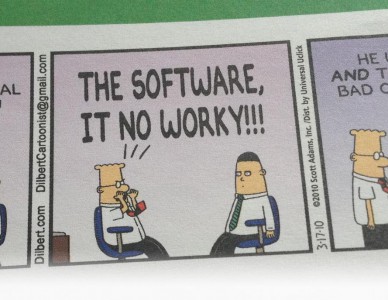 AL
THE SOFTWARE,
IT NO WORKY!!!
HE
AND T
BAD O
Dilbert.com DilbertCartoonist@gmail.com
3-17-10 ©2010 Scott Adams, Inc./Dist. by Universal Uclick